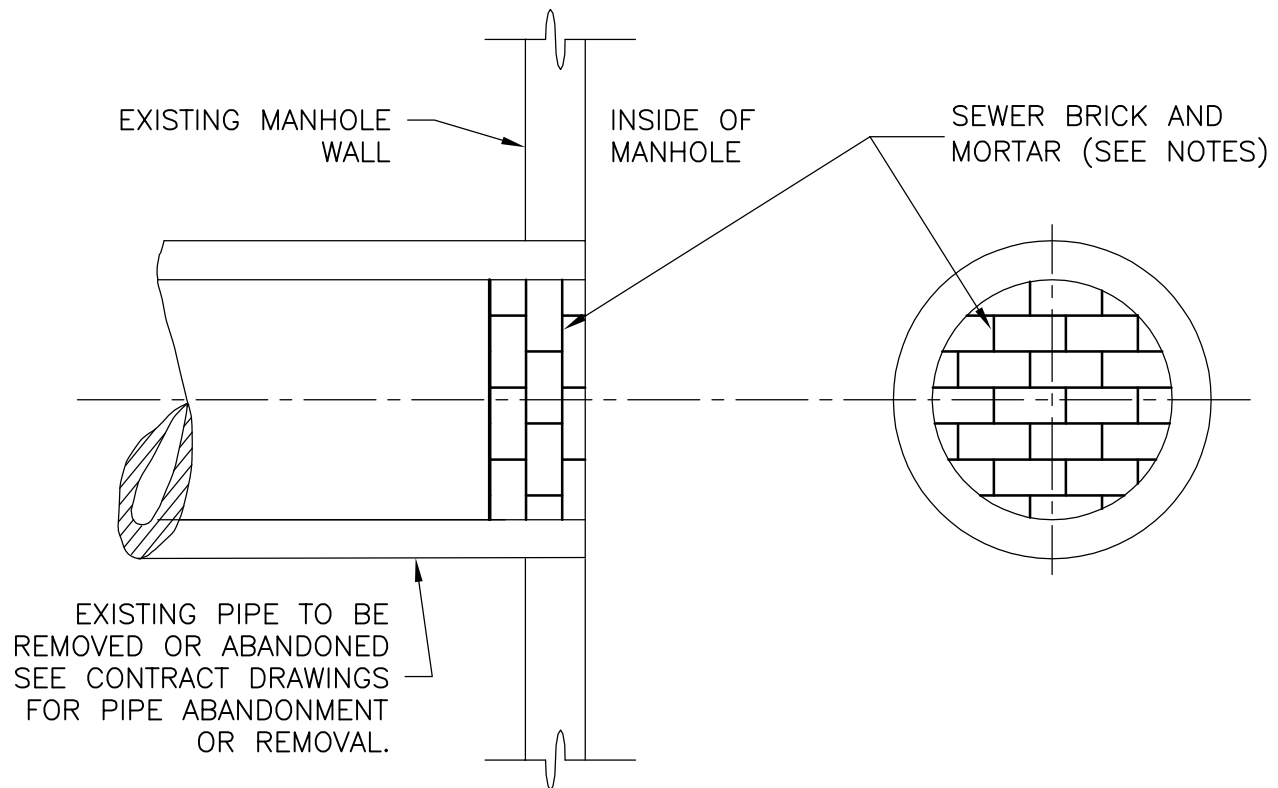 EXISTING MANHOLE
WALL
INSIDE OF
MANHOLE
SEWER BRICK AND
MORTAR (SEE NOTES)
EXISTING PIPE TO BE
REMOVED OR ABANDONED
SEE CONTRACT DRAWINGS
FOR PIPE ABANDONMENT
OR REMOVAL.